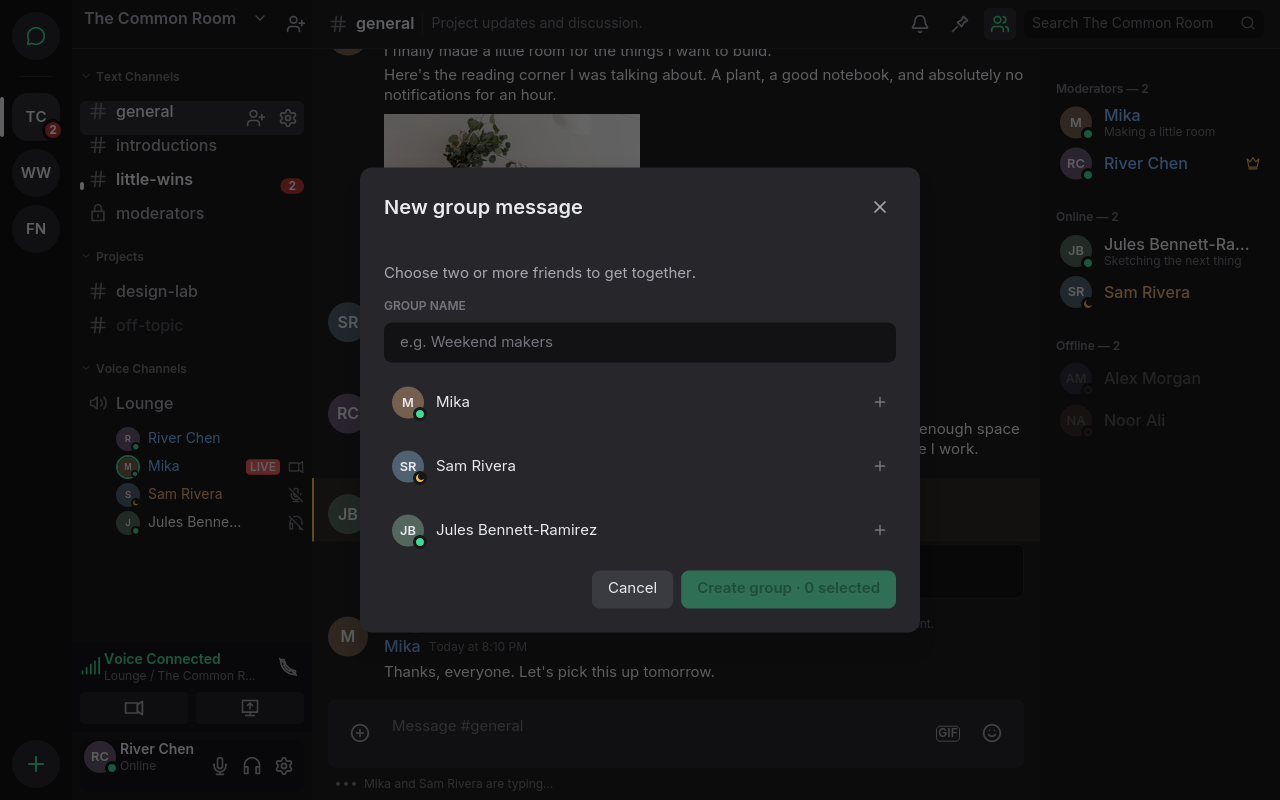 The Common Room
# general
Project updates and discussion.
Search The Common Room
TC
2
WW
FN
Text Channels
general
introductions
little-wins
2
moderators
Projects
design-lab
off-topic
Voice Channels
Lounge
R
River Chen
M
Mika
LIVE
S
Sam Rivera
J
Jules Benne...
Voice Connected
Lounge / The Common R...
RC
River Chen
Online
I finally made a little room for the things I want to build.
Here's the reading corner I was talking about. A plant, a good notebook, and absolutely no
notifications for an hour.
SR
RC
enough space
I work.
JB
New group message
Choose two or more friends to get together.
GROUP NAME
e.g. Weekend makers
M
Mika
SR
Sam Rivera
JB
Jules Bennett-Ramirez
Cancel
Create group · 0 selected
M
Mika
Today at 8:10 PM
Thanks, everyone. Let's pick this up tomorrow.
Message #general
GIF
Mika and Sam Rivera are typing...
Moderators — 2
M
Mika
Making a little room
RC
River Chen
Online — 2
JB
Jules Bennett-Ra...
Sketching the next thing
SR
Sam Rivera
Offline — 2
AM
Alex Morgan
NA
Noor Ali